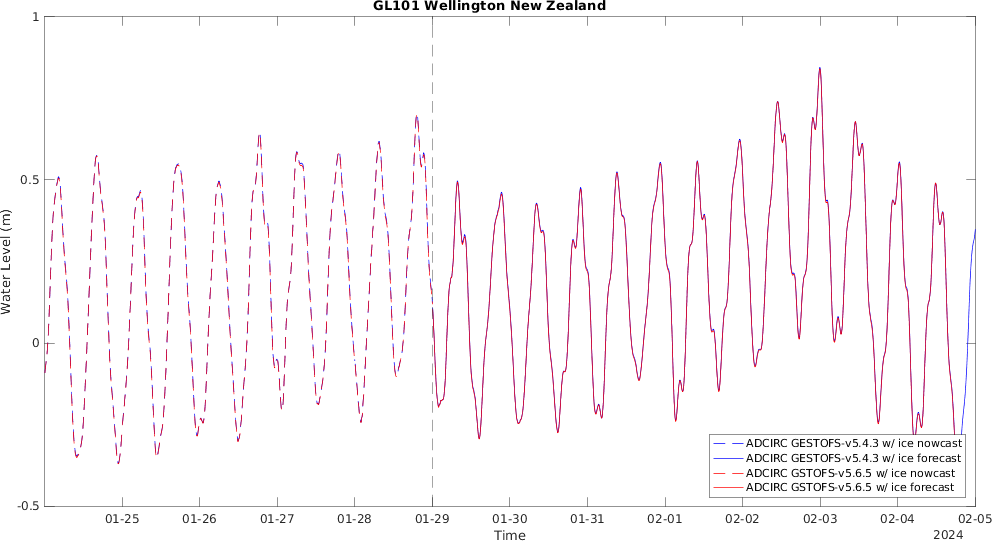 GL101 Wellington New Zealand
1
0.5
0
-0.5
Water Level (m)
01-25 01-26 01-27 01-28 01-29 01-30 01-31 02-01 02-02 02-03 02-04 02-05
Time
2024
ADCIRC GESTOFS-v5.4.3 w/ ice nowcast
ADCIRC GESTOFS-v5.4.3 w/ ice forecast
ADCIRC GSTOFS-v5.6.5 w/ ice nowcast
ADCIRC GSTOFS-v5.6.5 w/ ice forecast